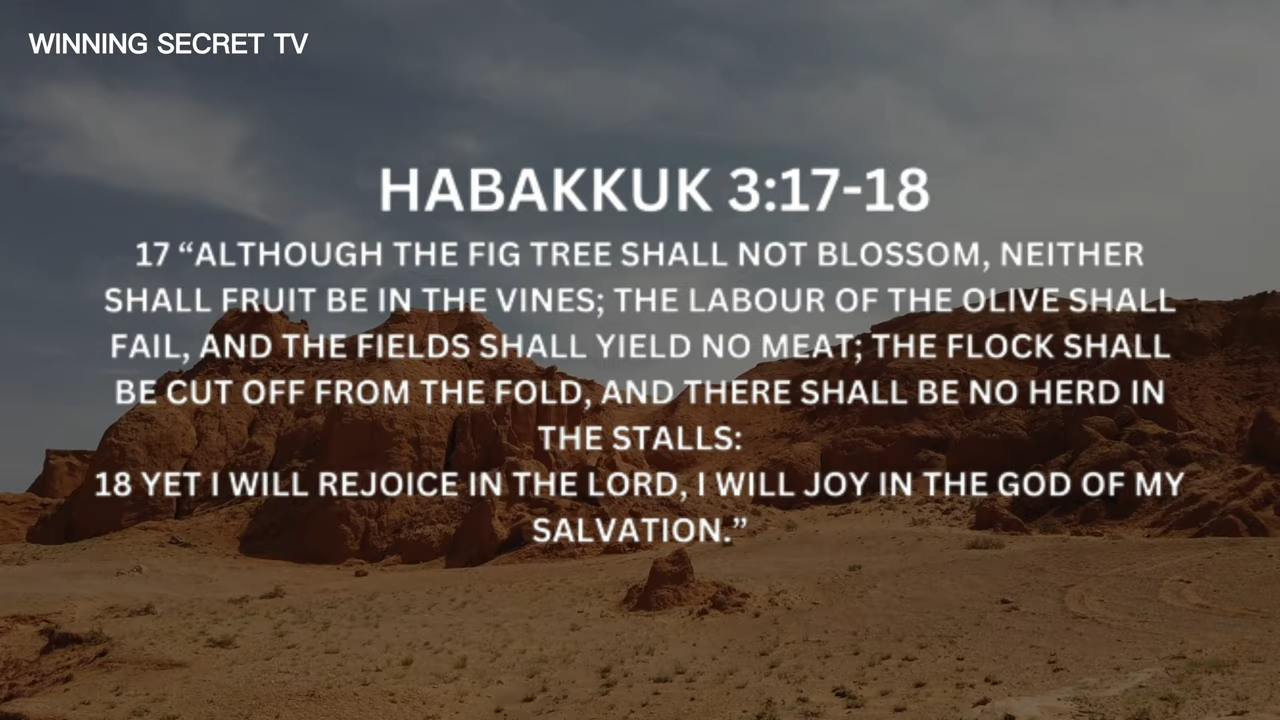 WINNING SECRET TV
HABAKKUK 3:17-18
17 “ALTHOUGH THE FIG TREE SHALL NOT BLOSSOM, NEITHER
SHALL FRUIT BE IN THE VINES; THE LABOUR OF THE OLIVE SHALL
FAIL, AND THE FIELDS SHALL YIELD NO MEAT; THE FLOCK SHALL
BE CUT OFF FROM THE FOLD, AND THERE SHALL BE NO HERD IN
THE STALLS:
18 YET I WILL REJOICE IN THE LORD, I WILL JOY IN THE GOD OF MY
SALVATION.”